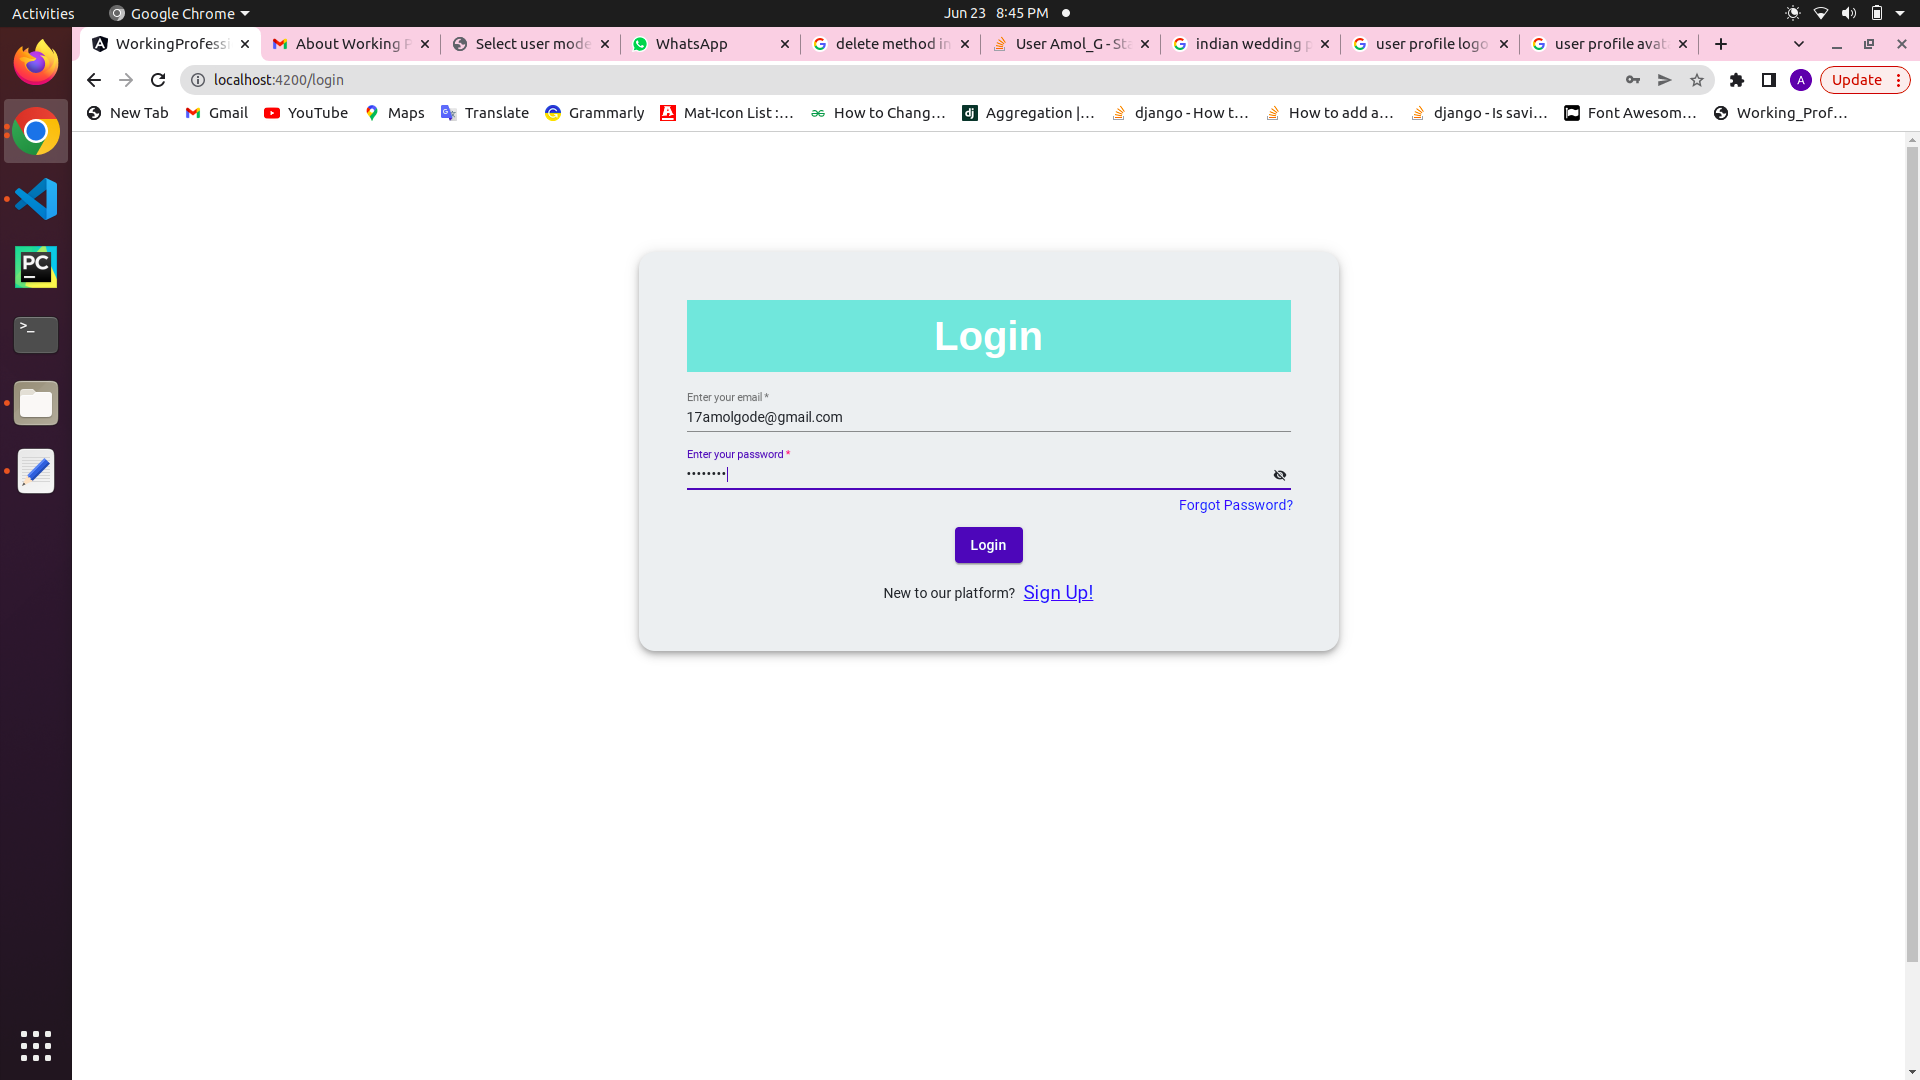 Activities
Google Chrome
Jun 23 8:45 PM
WorkingProfessi
About Working P
Select user mode
WhatsApp
delete method in
User Amol_G - Sta
indian wedding p
user profile logo
user profile avat
localhost:4200/login
A
Update
New Tab
Gmail
YouTube
Maps
Translate
Grammarly
Mat-Icon List :...
How to Chang...
Aggregation |...
django - How t...
How to add a...
django - Is savi...
Font Awesom...
Working_Prof...
PC
Login
Enter your email *
17amolgode@gmail.com
Enter your password *
••••••••
Forgot Password?
Login
New to our platform? Sign Up!